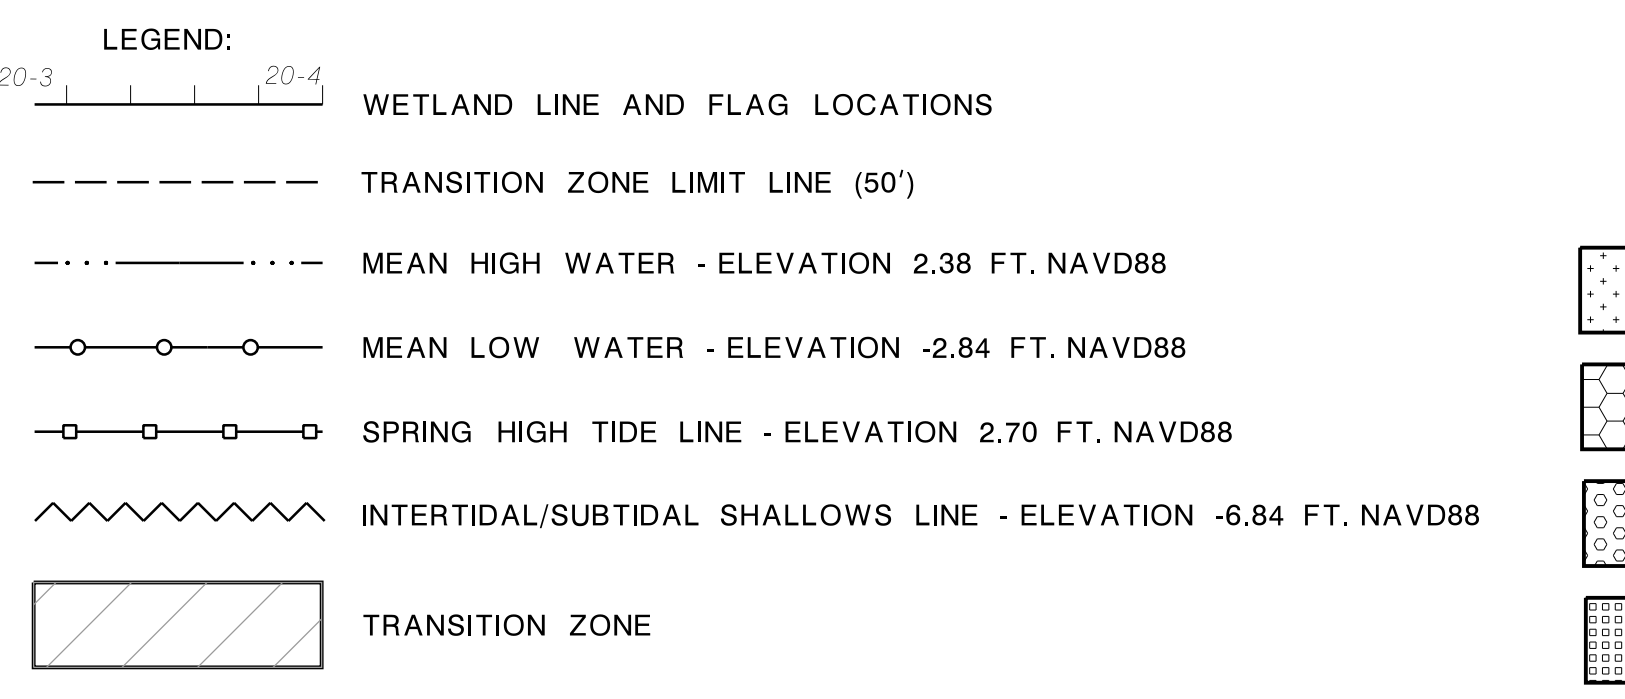 LEGEND:
20-3 20-4
WETLAND LINE AND FLAG LOCATIONS
TRANSITION ZONE LIMIT LINE (50')
MEAN HIGH WATER - ELEVATION 2.38 FT. NAVD88
MEAN LOW WATER - ELEVATION -2.84 FT. NAVD88
SPRING HIGH TIDE LINE - ELEVATION 2.70 FT. NAVD88
INTERTIDAL/SUBTIDAL SHALLOWS LINE - ELEVATION -6.84 FT. NAVD88
TRANSITION ZONE